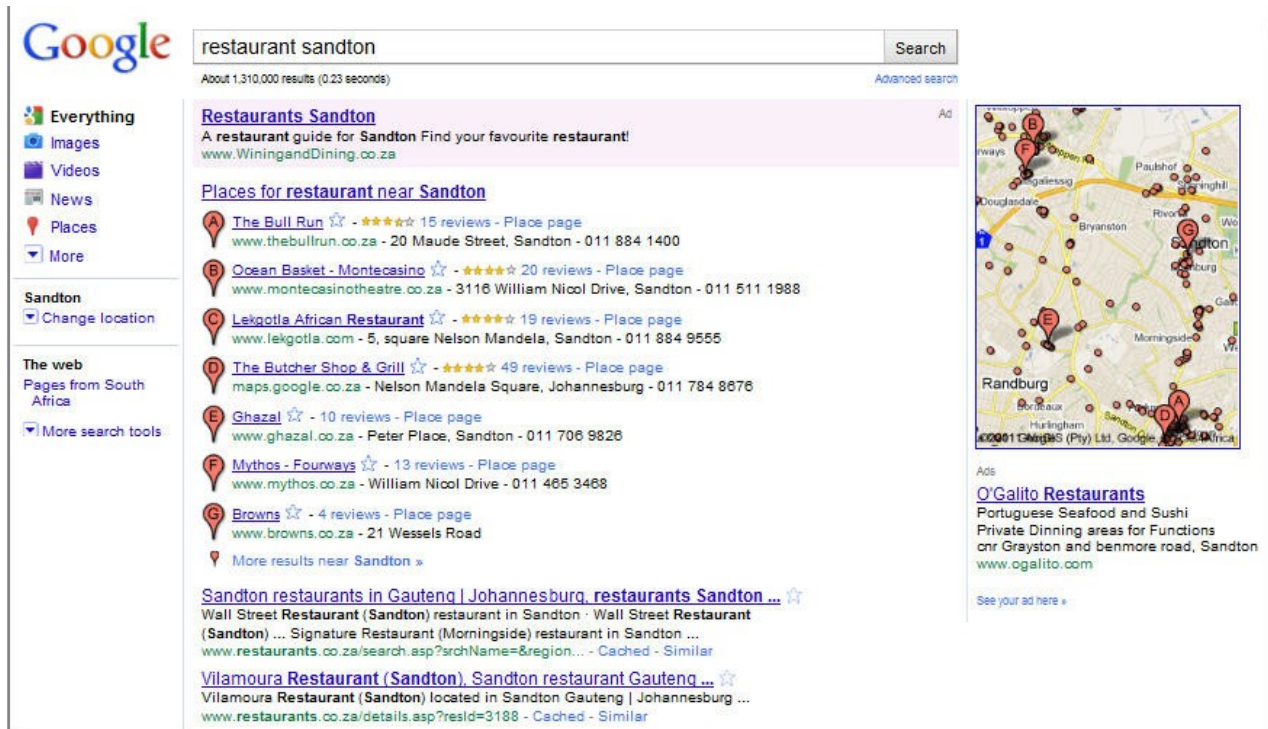 Google
restaurant sandton
Search
About 1,310,000 results (0.23 seconds)
Advanced search
Everything
Images
Videos
News
Places
More
Sandton
Change location
The web
Pages from South
Africa
More search tools
Restaurants Sandton
Ad
A restaurant guide for Sandton Find your favourite restaurant!
www.WiningandDining.co.za
Places for restaurant near Sandton
A The Bull Run - 15 reviews - Place page
www.thebullrun.co.za - 20 Maude Street, Sandton - 011 884 1400
B Ocean Basket - Montecasino - 20 reviews - Place page
www.montecasinotheatre.co.za - 3116 William Nicol Drive, Sandton - 011 511 1988
C Lekgotla African Restaurant - 19 reviews - Place page
www.lekgotla.com - 5, square Nelson Mandela, Sandton - 011 884 9555
D The Butcher Shop & Grill - 49 reviews - Place page
maps.google.co.za - Nelson Mandela Square, Johannesburg - 011 784 8676
E Ghazal - 10 reviews - Place page
www.ghazal.co.za - Peter Place, Sandton - 011 706 9826
F Mythos - Fourways - 13 reviews - Place page
www.mythos.co.za - William Nicol Drive - 011 465 3468
G Browns - 4 reviews - Place page
www.browns.co.za - 21 Wessels Road
More results near Sandton »
Sandton restaurants in Gauteng | Johannesburg, restaurants Sandton ...
Wall Street Restaurant (Sandton) restaurant in Sandton · Wall Street Restaurant
(Sandton) ... Signature Restaurant (Morningside) restaurant in Sandton ...
www.restaurants.co.za/search.asp?srchName=&region... - Cached - Similar
Vilamoura Restaurant (Sandton), Sandton restaurant Gauteng ...
Vilamoura Restaurant (Sandton) located in Sandton Gauteng | Johannesburg ...
www.restaurants.co.za/details.asp?resId=3188 - Cached - Similar
B
F
Paulshof
Douglasdale
Bryanston
G
1
E
Morningside
Randburg
A
D
Hurlingham
Ads
O'Galito Restaurants
Portuguese Seafood and Sushi
Private Dinning areas for Functions
cnr Grayston and benmore road, Sandton
www.ogalito.com
See your ad here »